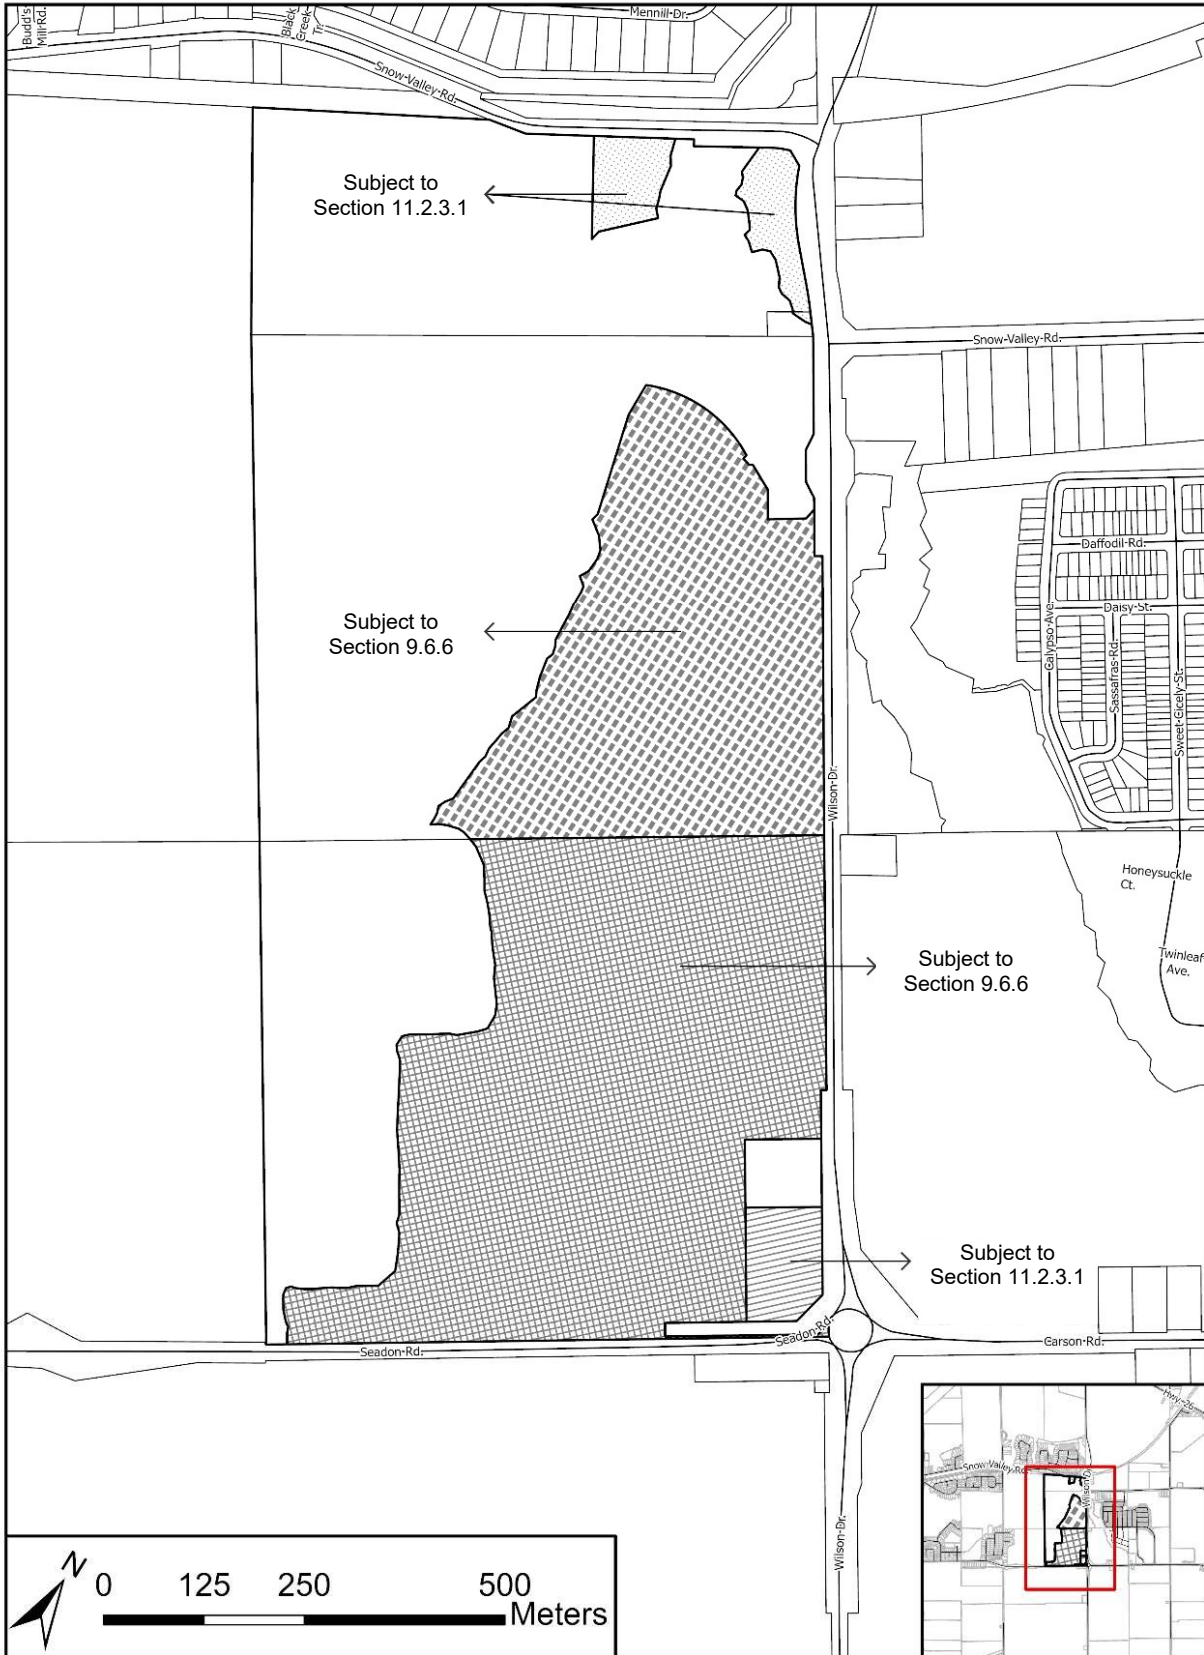 Budd's
Mill-Rd.
Black
Creek
Tr.
Mennill-Dr.
Snow-Valley-Rd.
Subject to
Section 11.2.3.1
Snow-Valley-Rd.
Daffodil-Rd.
Daisy-St.
Calypso-Ave.
Sassafras-Rd.
Sweet-Cicely-St.
Subject to
Section 9.6.6
Wilson-Dr.
Honeysuckle
Ct.
Twinleaf
Ave.
Subject to
Section 9.6.6
Subject to
Section 11.2.3.1
Seadon-Rd.
Seadon-Rd.
Carson-Rd.
Wilson-Dr.
Hwy-26
Snow-Valley-Rd.
Wilson-Dr.
N
0 125 250 500
Meters